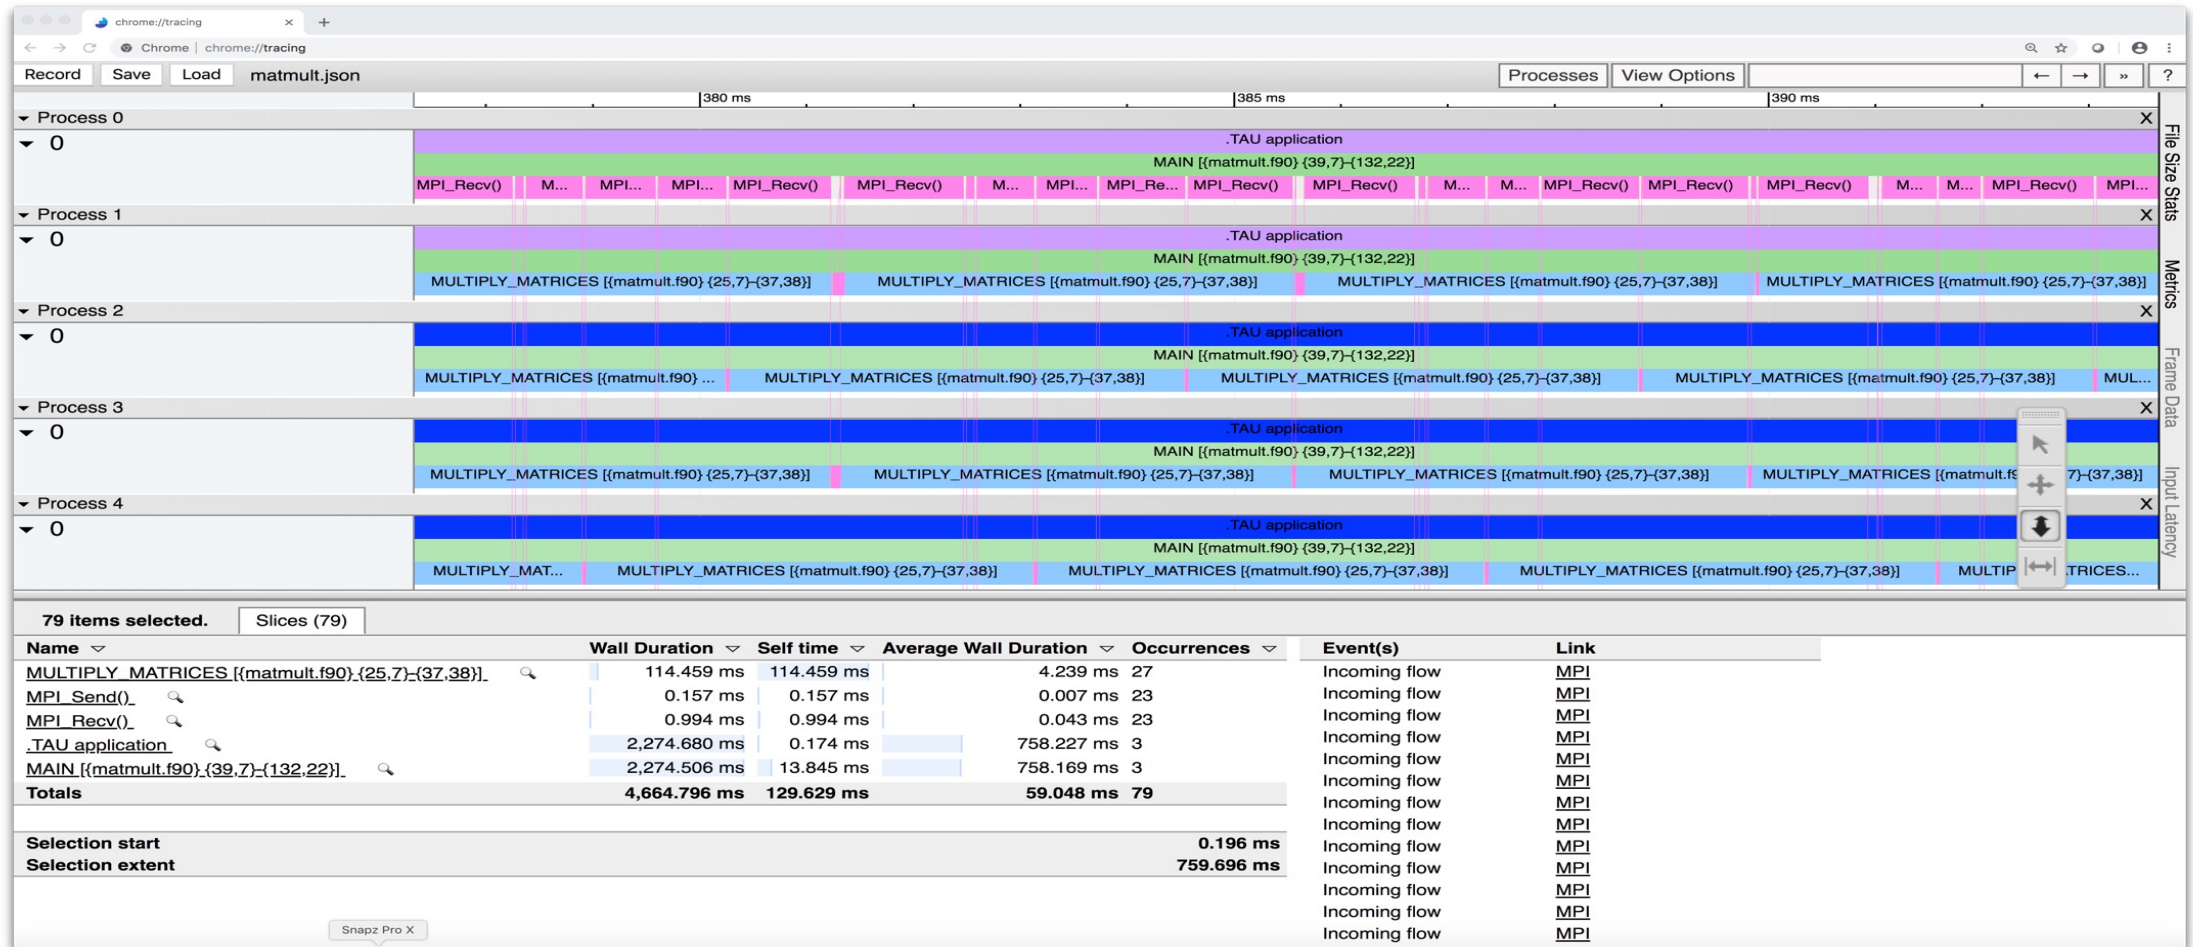 chrome://tracing × +
Chrome | chrome://tracing
Record Save Load matmult.json Processes View Options ← → » ?
380 ms 385 ms 390 ms
Process 0 X
0 .TAU application
MAIN [{matmult.f90} {39,7}-{132,22}]
MPI_Recv() M... MPI... MPI... MPI_Recv() MPI_Recv() M... MPI... MPI_Re... MPI_Recv() MPI_Recv() M... M... MPI_Recv() MPI_Recv() MPI_Recv() M... M... MPI_Recv() MPI...
Process 1 X
0 .TAU application
MAIN [{matmult.f90} {39,7}-{132,22}]
MULTIPLY_MATRICES [{matmult.f90} {25,7}-{37,38}] MULTIPLY_MATRICES [{matmult.f90} {25,7}-{37,38}] MULTIPLY_MATRICES [{matmult.f90} {25,7}-{37,38}] MULTIPLY_MATRICES [{matmult.f90} {25,7}-{37,38}]
Process 2 X
0 .TAU application
MAIN [{matmult.f90} {39,7}-{132,22}]
MULTIPLY_MATRICES [{matmult.f90} ... MULTIPLY_MATRICES [{matmult.f90} {25,7}-{37,38}] MULTIPLY_MATRICES [{matmult.f90} {25,7}-{37,38}] MULTIPLY_MATRICES [{matmult.f90} {25,7}-{37,38}] MUL...
Process 3 X
0 .TAU application
MAIN [{matmult.f90} {39,7}-{132,22}]
MULTIPLY_MATRICES [{matmult.f90} {25,7}-{37,38}] MULTIPLY_MATRICES [{matmult.f90} {25,7}-{37,38}] MULTIPLY_MATRICES [{matmult.f90} {25,7}-{37,38}] MULTIPLY_MATRICES [{matmult.f9 7}-{37,38}]
Process 4 X
0 .TAU application
MAIN [{matmult.f90} {39,7}-{132,22}]
MULTIPLY_MAT... MULTIPLY_MATRICES [{matmult.f90} {25,7}-{37,38}] MULTIPLY_MATRICES [{matmult.f90} {25,7}-{37,38}] MULTIPLY_MATRICES [{matmult.f90} {25,7}-{37,38}] MULTIP TRICES...
File Size Stats
Metrics
Frame Data
Input Latency
79 items selected. Slices (79)
Name Wall Duration Self time Average Wall Duration Occurrences Event(s) Link
MULTIPLY_MATRICES [{matmult.f90} {25,7}-{37,38}] 114.459 ms 114.459 ms 4.239 ms 27 Incoming flow MPI
MPI_Send() 0.157 ms 0.157 ms 0.007 ms 23 Incoming flow MPI
MPI_Recv() 0.994 ms 0.994 ms 0.043 ms 23 Incoming flow MPI
.TAU application 2,274.680 ms 0.174 ms 758.227 ms 3 Incoming flow MPI
MAIN [{matmult.f90} {39,7}-{132,22}] 2,274.506 ms 13.845 ms 758.169 ms 3 Incoming flow MPI
Totals 4,664.796 ms 129.629 ms 59.048 ms 79 Incoming flow MPI
Incoming flow MPI
Incoming flow MPI
Selection start 0.196 ms Incoming flow MPI
Selection extent 759.696 ms Incoming flow MPI
Incoming flow MPI
Incoming flow MPI
Incoming flow MPI
Snapz Pro X